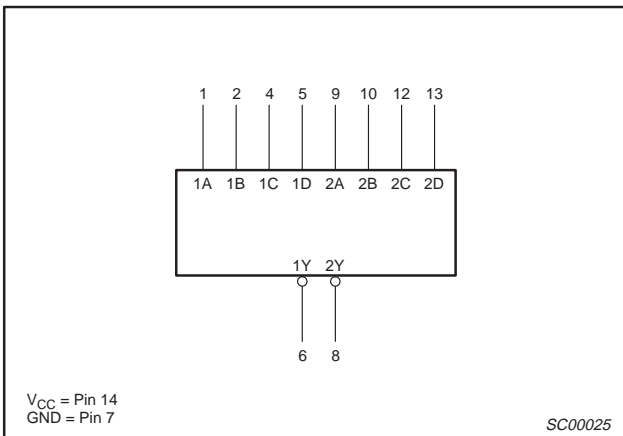 1 2 4 5 9 10 12 13
1A 1B 1C 1D 2A 2B 2C 2D
1Y 2Y
6 8
VCC = Pin 14
GND = Pin 7
SC00025